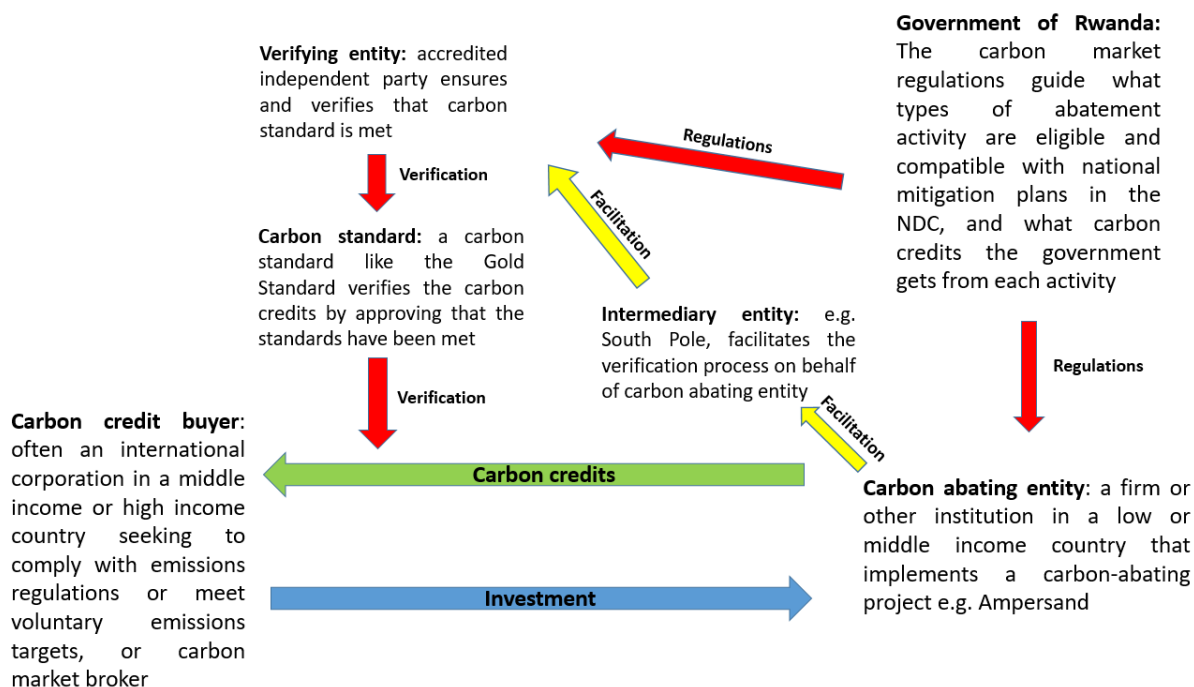 Verifying entity: accredited
independent party ensures
and verifies that carbon
standard is met
Verification
Carbon standard: a carbon
standard like the Gold
Standard verifies the carbon
credits by approving that the
standards have been met
Verification
Regulations
Facilitation
Government of Rwanda:
The carbon market
regulations guide what
types of abatement
activity are eligible and
compatible with national
mitigation plans in the
NDC, and what carbon
credits the government
gets from each activity
Regulations
Intermediary entity: e.g.
South Pole, facilitates the
verification process on behalf
of carbon abating entity
Facilitation
Carbon credit buyer:
often an international
corporation in a middle
income or high income
country seeking to
comply with emissions
regulations or meet
voluntary emissions
targets, or carbon
market broker
Carbon credits
Investment
Carbon abating entity: a firm or
other institution in a low or
middle income country that
implements a carbon-abating
project e.g. Ampersand